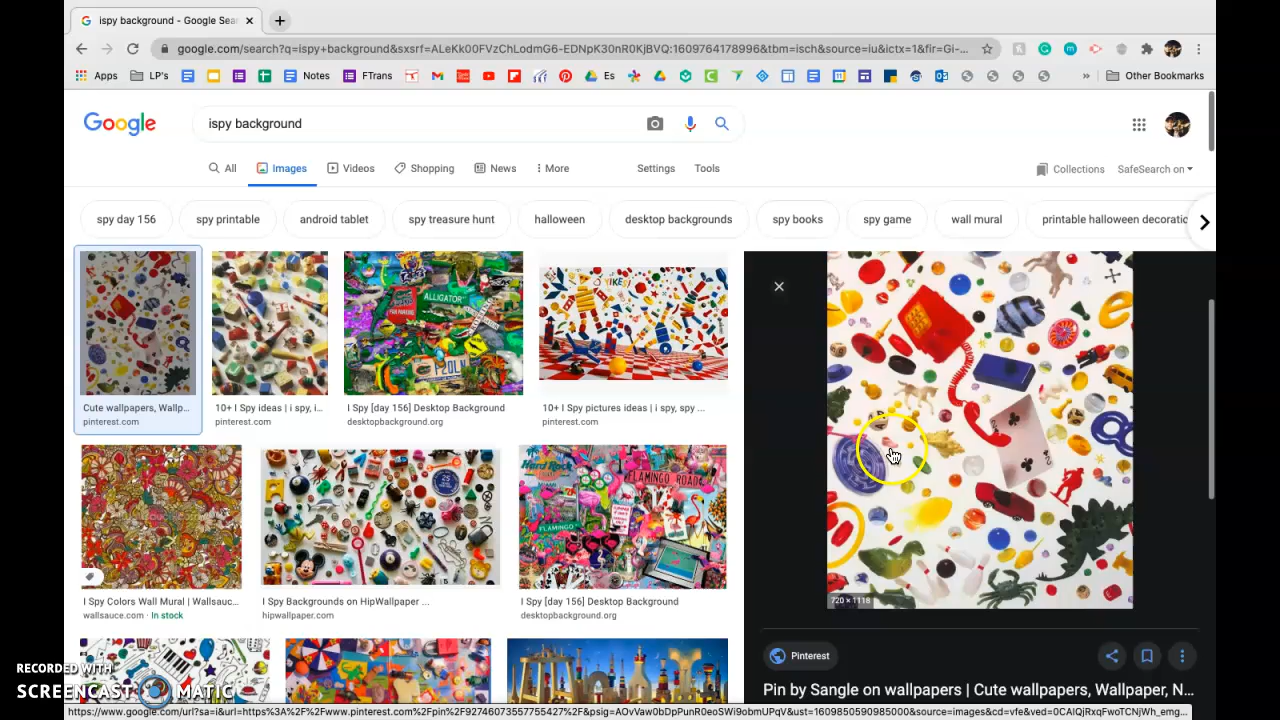 ispy background - Google Sea
google.com/search?q=ispy+background&sxsrf=ALeKk00FVzChLodmG6-EDNpK30nR0KjBVQ:1609764178996&tbm=isch&source=iu&ictx=1&fir=Gi-...
Apps LP's Notes FTrans Es » Other Bookmarks
Google ispy background
All Images Videos Shopping News More Settings Tools Collections SafeSearch on
spy day 156 spy printable android tablet spy treasure hunt halloween desktop backgrounds spy books spy game wall mural printable halloween decoratio
YIKES!
ALLIGATOR
Cute wallpapers, Wallp...
pinterest.com
10+ I Spy ideas | i spy, i...
pinterest.com
I Spy [day 156] Desktop Background
desktopbackground.org
10+ I Spy pictures ideas | i spy, spy ...
pinterest.com
Hard Rock
FLAMINGO ROAD
FLAMINGO
25
I Spy Colors Wall Mural | Wallsauc...
wallsauce.com · In stock
I Spy Backgrounds on HipWallpaper ...
hipwallpaper.com
I Spy [day 156] Desktop Background
desktopbackground.org
720 × 1118
Pinterest
Pin by Sangle on wallpapers | Cute wallpapers, Wallpaper, N...
RECORDED WITH
SCREENCAST MATIC
https://www.google.com/url?sa=i&url=https%3A%2F%2Fwww.pinterest.com%2Fpin%2F92746073557755427%2F&psig=AOvVaw0bDpPunR0eoSWi9obmUPqV&ust=1609850590985000&source=images&cd=vfe&ved=0CAIQjRxqFwoTCNjWh_emg...